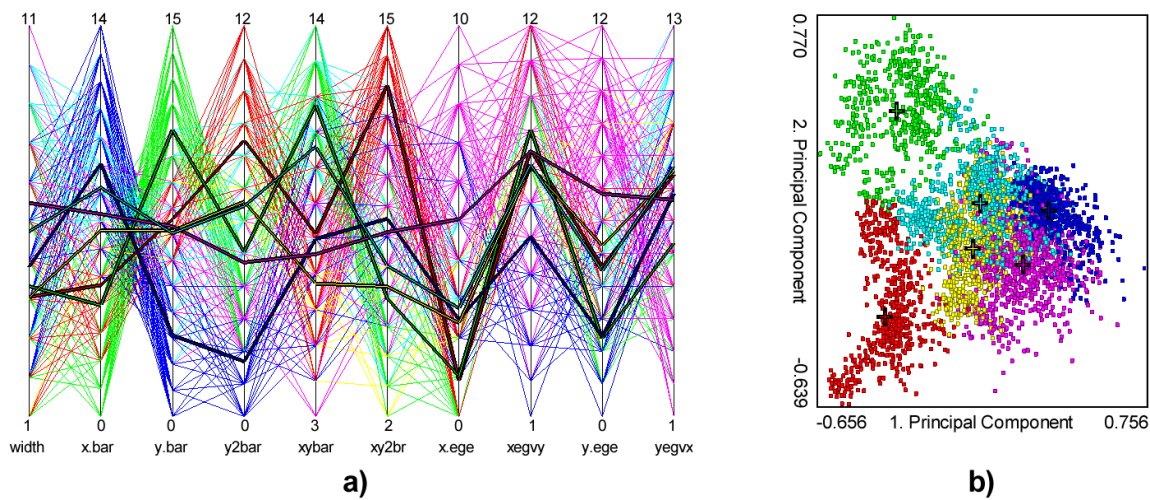 11 14 15 12 14 15 10 12 12 13
1 0 0 0 3 2 0 1 0 1
width x.bar y.bar y2bar xybar xy2br x.ege xegvy y.ege yegvx
a)
0.770
2. Principal Component
-0.639
-0.656 1. Principal Component 0.756
b)